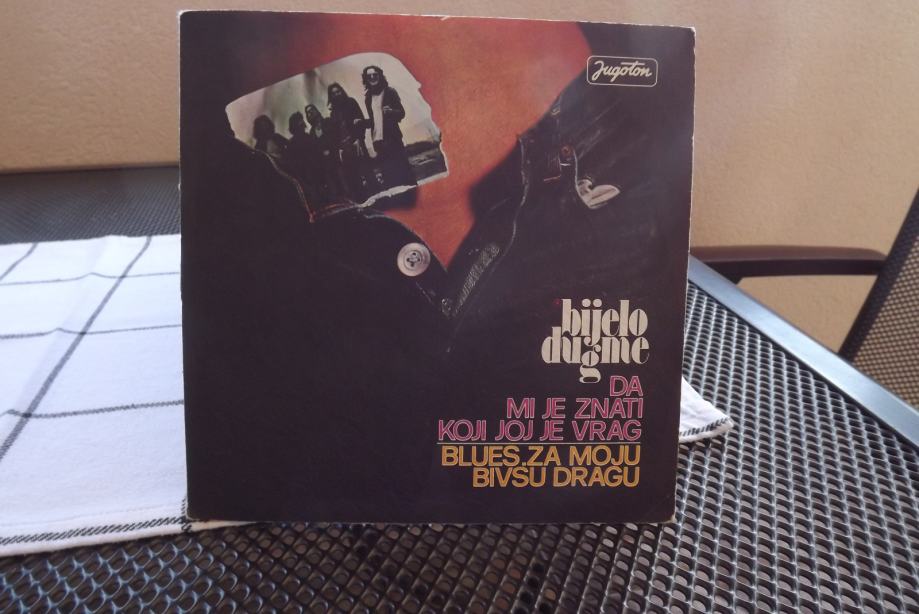 Jugoton
bijelo
dugme
DA
MI JE ZNATI
KOJI JOJ JE VRAG
BLUES.ZA MOJU
BIVŠU DRAGU